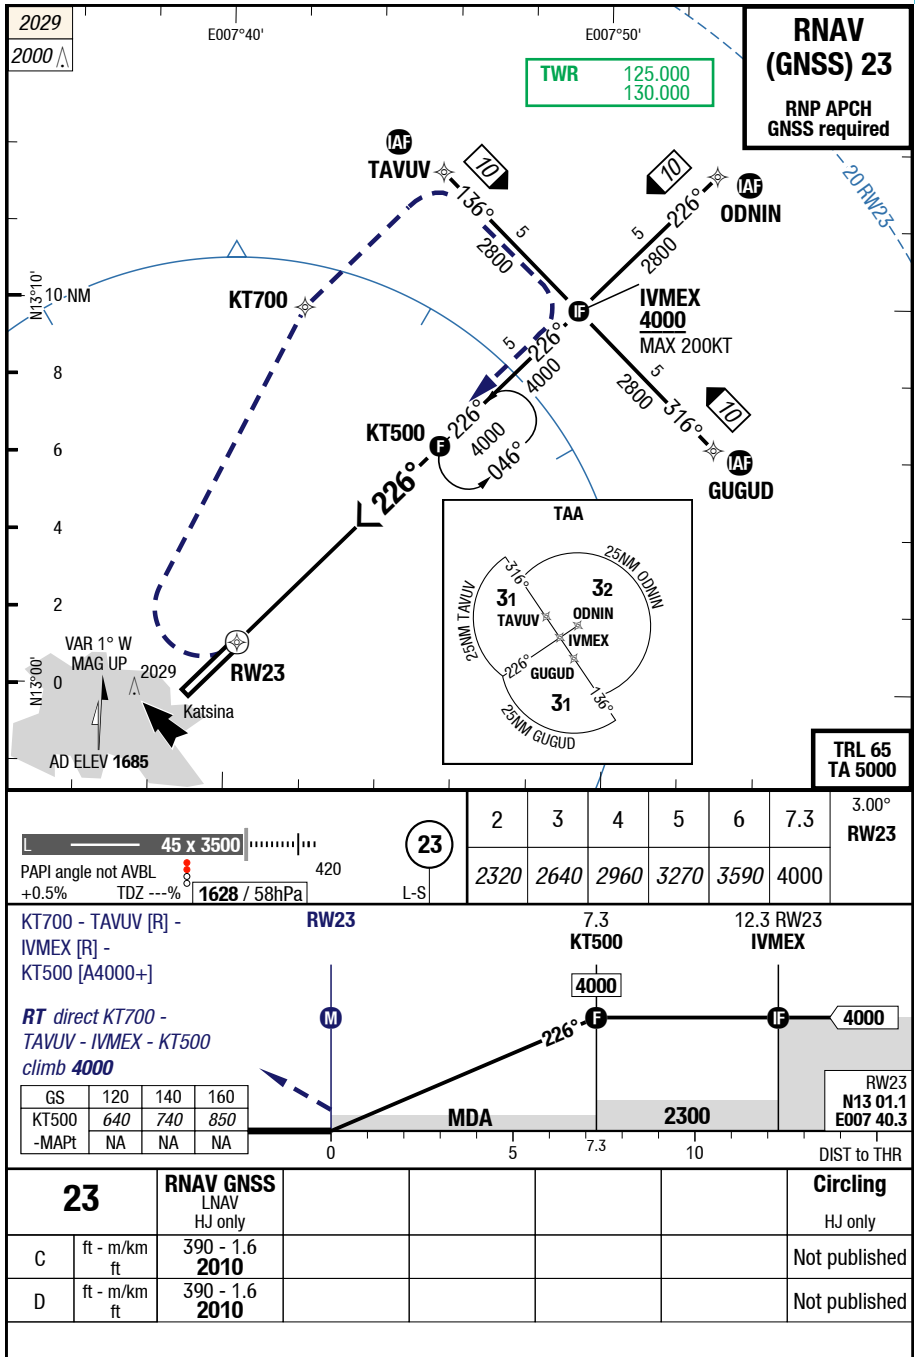 2029
2000
E007°40'
E007°50'
TWR 125.000
130.000
RNAV
(GNSS) 23
RNP APCH
GNSS required
IAF
TAVUV
10
136°
5
2800
10
IAF
ODNIN
226°
5
2800
20 RW23
N13°10'
10 NM
KT700
IF
IVMEX
4000
MAX 200KT
226°
5
4000
5
2800
316°
10
IAF
GUGUD
8
6
4
2
0
KT500
F
226°
4000
046°
226°
TAA
25NM TAVUV
316°
31
TAVUV
25NM ODNIN
32
ODNIN
IVMEX
226°
GUGUD
31
136°
25NM GUGUD
N13°00'
VAR 1° W
MAG UP
2029
RW23
Katsina
AD ELEV 1685
TRL 65
TA 5000
L 45 x 3500
PAPI angle not AVBL
420
+0.5% TDZ ---% 1628 / 58hPa
23
L-S
2 3 4 5 6 7.3 3.00°
RW23
2320 2640 2960 3270 3590 4000
KT700 - TAVUV [R] -
IVMEX [R] -
KT500 [A4000+]
RT direct KT700 -
TAVUV - IVMEX - KT500
climb 4000
RW23
7.3
KT500
12.3 RW23
IVMEX
4000
M
226°
F
IF
4000
GS 120 140 160
KT500 640 740 850
-MAPt NA NA NA
MDA
2300
RW23
N13 01.1
E007 40.3
0 5 7.3 10 DIST to THR
23
RNAV GNSS
LNAV
HJ only
Circling
HJ only
C ft - m/km 390 - 1.6 Not published
ft 2010
D ft - m/km 390 - 1.6 Not published
ft 2010